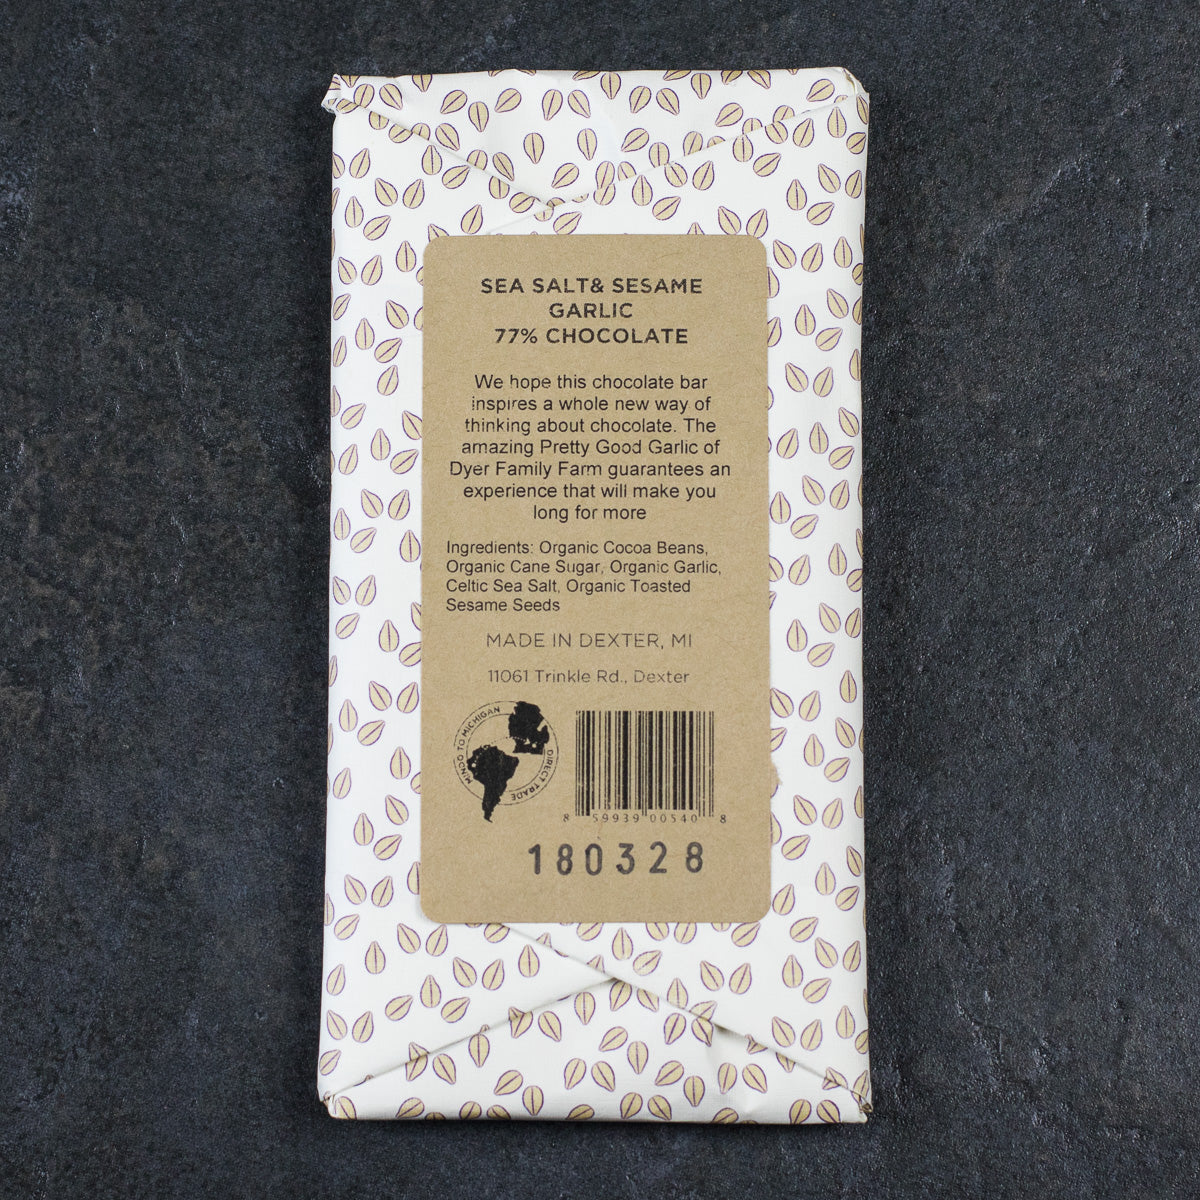 SEA SALT& SESAME
GARLIC
77% CHOCOLATE
We hope this chocolate bar
inspires a whole new way of
thinking about chocolate. The
amazing Pretty Good Garlic of
Dyer Family Farm guarantees an
experience that will make you
long for more
Ingredients: Organic Cocoa Beans,
Organic Cane Sugar, Organic Garlic,
Celtic Sea Salt, Organic Toasted
Sesame Seeds
MADE IN DEXTER, MI
11061 Trinkle Rd., Dexter
MINDO TO MICHIGAN
DIRECT TRADE
8 59939 00540 8
180328